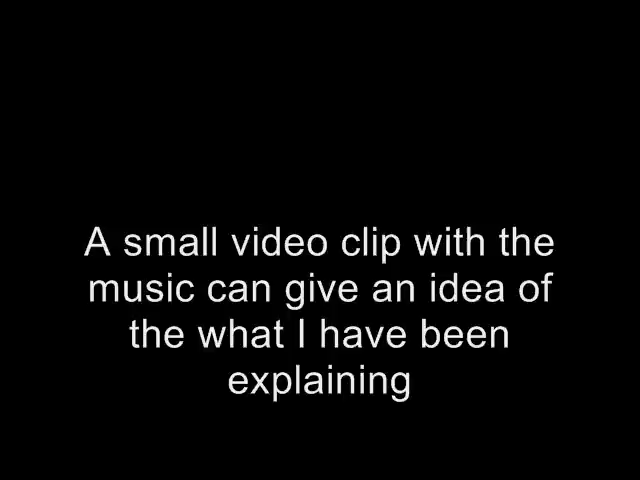 A small video clip with the
music can give an idea of
the what I have been
explaining